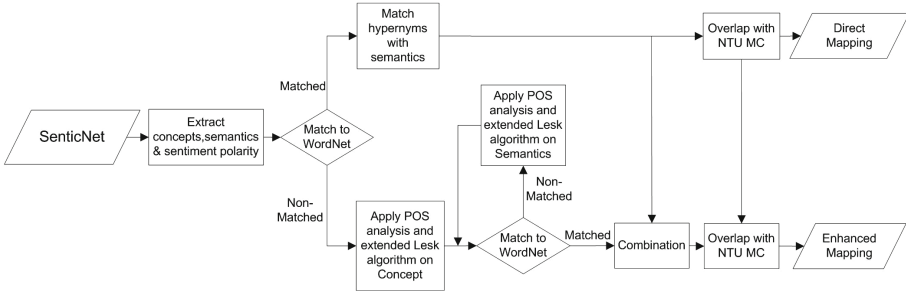 Match
hypernyms
with
semantics
Overlap with
NTU MC
Direct
Mapping
Matched
SenticNet
Extract
concepts,semantics
& sentiment polarity
Match to
WordNet
Apply POS
analysis and
extended Lesk
algorithm on
Semantics
Non-
Matched
Non-
Matched
Apply POS
analysis and
extended Lesk
algorithm on
Concept
Match to
WordNet
Matched
Combination
Overlap with
NTU MC
Enhanced
Mapping